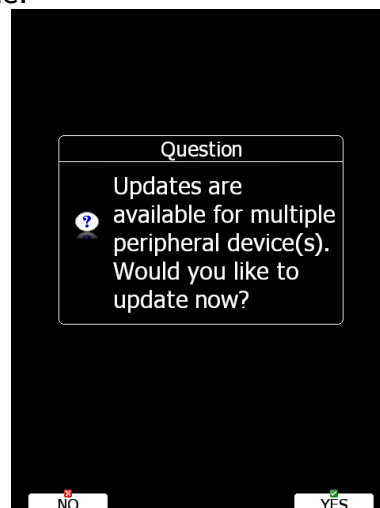 Question
Updates are
available for multiple
peripheral device(s).
Would you like to
update now?
NO
YES